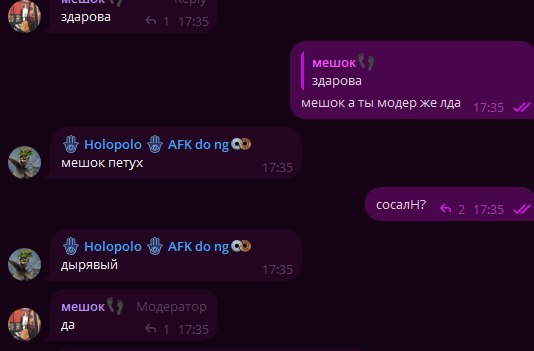 мешок👣 Reply
здарова
1 17:35
мешок👣
здарова
мешок а ты модер же лда
17:35
🪬 Holopolo 🪬 AFK do ng
мешок петух
17:35
сосалН?
2 17:35
🪬 Holopolo 🪬 AFK do ng
дырявый
17:35
мешок👣 Модератор
да
1 17:35